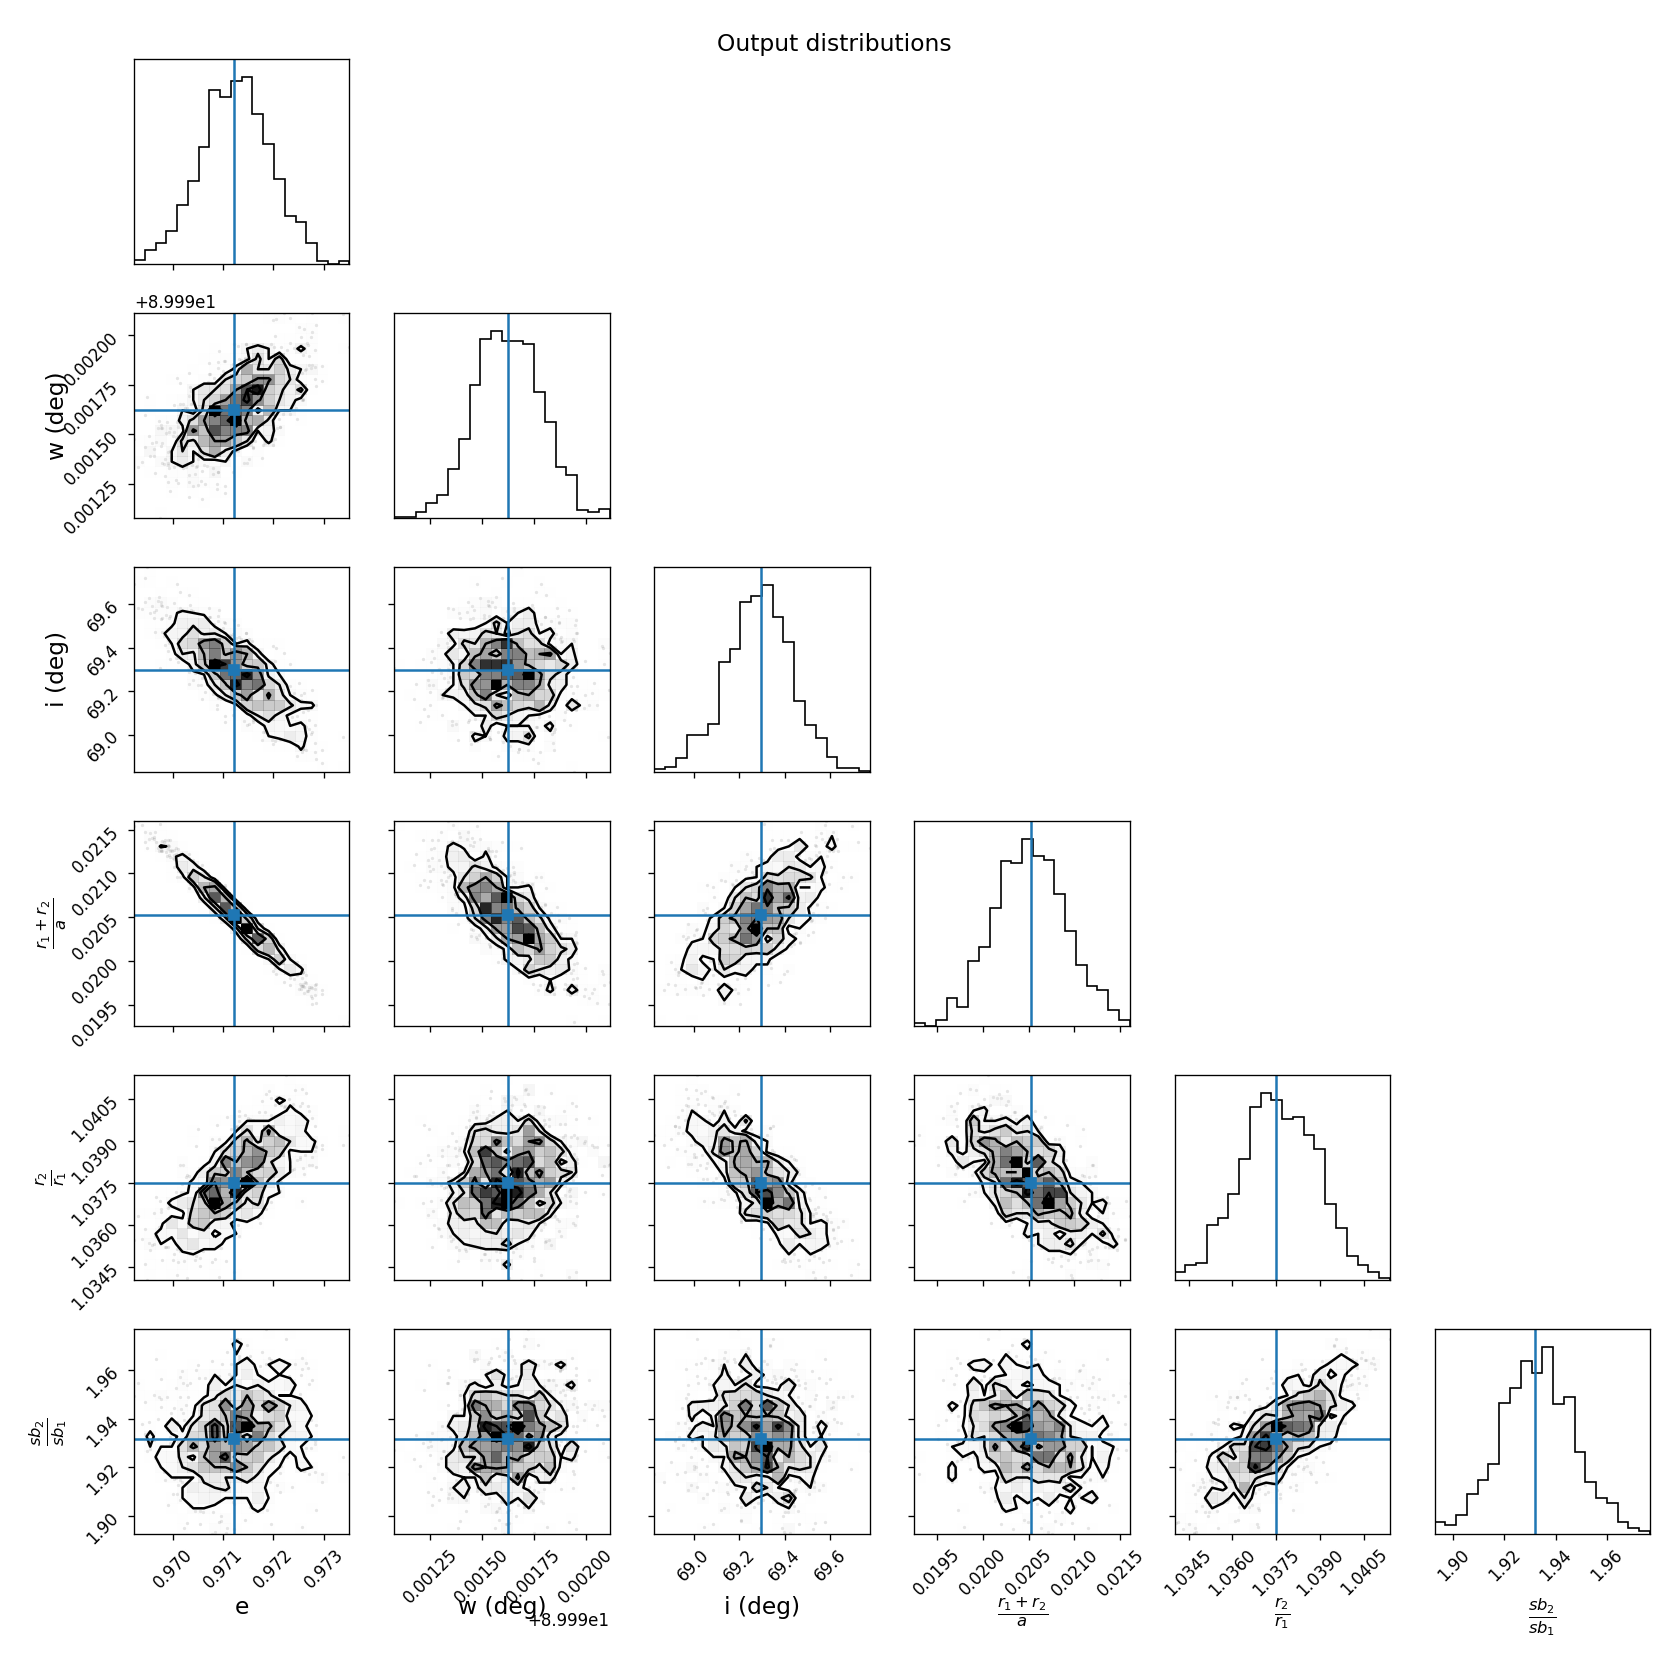 Output distributions
+8.999e1
w (deg)
0.00200
0.00175
0.00150
0.00125
i (deg)
69.6
69.4
69.2
69.0
r₁ + r₂
a
0.0215
0.0210
0.0205
0.0200
0.0195
r₂
r₁
1.0405
1.0390
1.0375
1.0360
1.0345
sb₂
sb₁
1.96
1.94
1.92
1.90
0.970 0.971 0.972 0.973
0.00125 0.00150 0.00175 0.00200
69.0 69.2 69.4 69.6
0.0195 0.0200 0.0205 0.0210 0.0215
1.0345 1.0360 1.0375 1.0390 1.0405
1.90 1.92 1.94 1.96
e
w (deg)
+8.999e1
i (deg)
r₁ + r₂
a
r₂
r₁
sb₂
sb₁